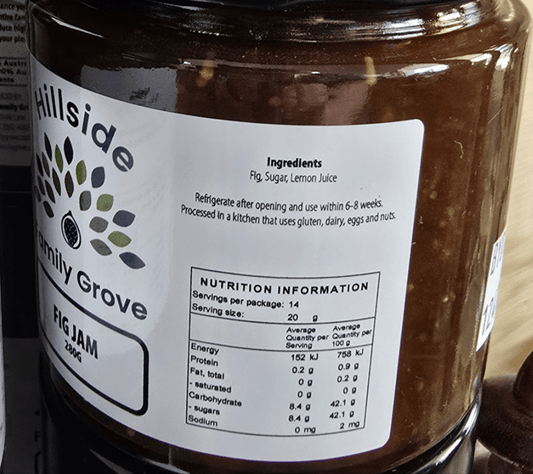 Hillside
Family Grove
FIG JAM
280G
Ingredients
Fig, Sugar, Lemon Juice
Refrigerate after opening and use within 6-8 weeks.
Processed in a kitchen that uses gluten, dairy, eggs and nuts.
NUTRITION INFORMATION
Servings per package: 14
Serving size: 20 g
Average Quantity per Serving Average Quantity per 100 g
Energy 152 kJ 758 kJ
Protein 0.2 g 0.9 g
Fat, total 0 g 0.2 g
- saturated 0 g 0 g
Carbohydrate 8.4 g 42.1 g
- sugars 8.4 g 42.1 g
Sodium 0 mg 2 mg